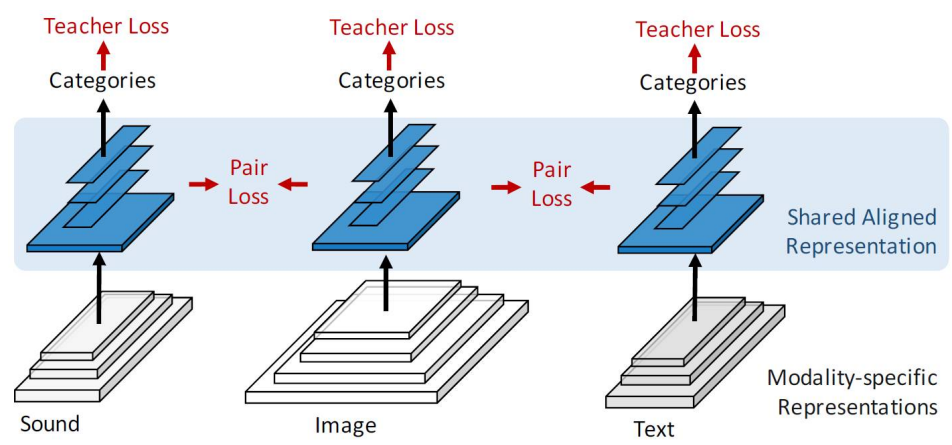 Teacher Loss
Teacher Loss
Teacher Loss
Categories
Categories
Categories
Pair
Loss
Pair
Loss
Shared Aligned
Representation
Modality-specific
Representations
Sound
Image
Text